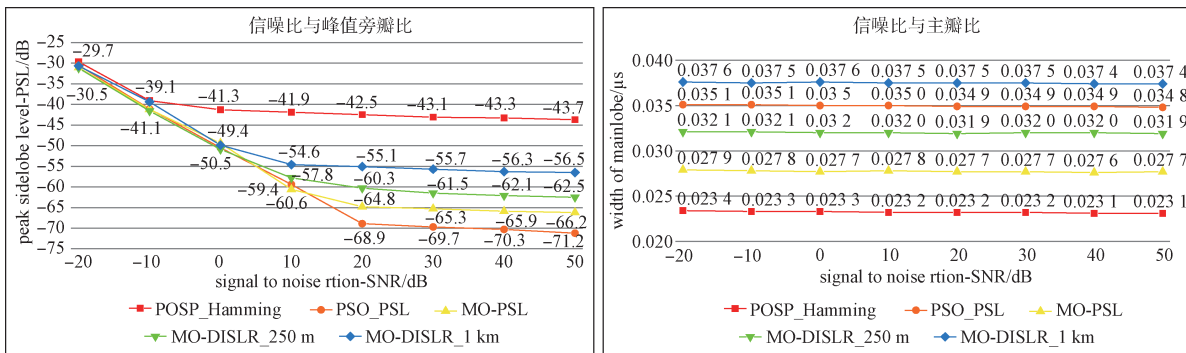 信噪比与峰值旁瓣比
peak sidelobe level-PSL/dB
−25
−30
−35
−40
−45
−50
−55
−60
−65
−70
−75
−29.7
−30.5
−39.1
−41.1
−41.3
−41.9
−42.5
−43.1
−43.3
−43.7
−49.4
−50.5
−54.6
−55.1
−55.7
−56.3
−56.5
−57.8
−60.3
−61.5
−62.1
−62.5
−59.4
−60.6
−64.8
−65.3
−65.9
−66.2
−68.9
−69.7
−70.3
−71.2
−20 −10 0 10 20 30 40 50
signal to noise rtion-SNR/dB
POSP_Hamming PSO_PSL MO-PSL
MO-DISLR_250 m MO-DISLR_1 km
信噪比与主瓣比
width of mainlobe/μs
0.040
0.035
0.030
0.025
0.020
0.037 6 0.037 5 0.037 6 0.037 5 0.037 5 0.037 5 0.037 4 0.037 4
0.035 1 0.035 1 0.03 5 0.035 0 0.034 9 0.034 9 0.034 9 0.034 8
0.032 1 0.032 1 0.03 2 0.032 0 0.031 9 0.032 0 0.032 0 0.031 9
0.027 9 0.027 8 0.027 7 0.027 8 0.027 7 0.027 7 0.027 6 0.027 7
0.023 4 0.023 3 0.023 3 0.023 2 0.023 2 0.023 2 0.023 1 0.023 1
−20 −10 0 10 20 30 40 50
signal to noise rtion-SNR/dB
POSP_Hamming PSO_PSL MO-PSL
MO-DISLR_250 m MO-DISLR_1 km